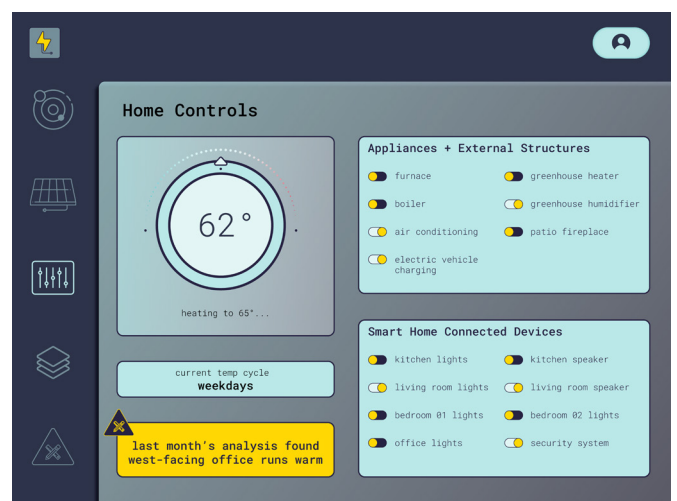 Home Controls
62°
heating to 65°...
current temp cycle
weekdays
last month's analysis found
west-facing office runs warm
Appliances + External Structures
furnace
boiler
air conditioning
electric vehicle
charging
greenhouse heater
greenhouse humidifier
patio fireplace
Smart Home Connected Devices
kitchen lights
living room lights
bedroom 01 lights
office lights
kitchen speaker
living room speaker
bedroom 02 lights
security system